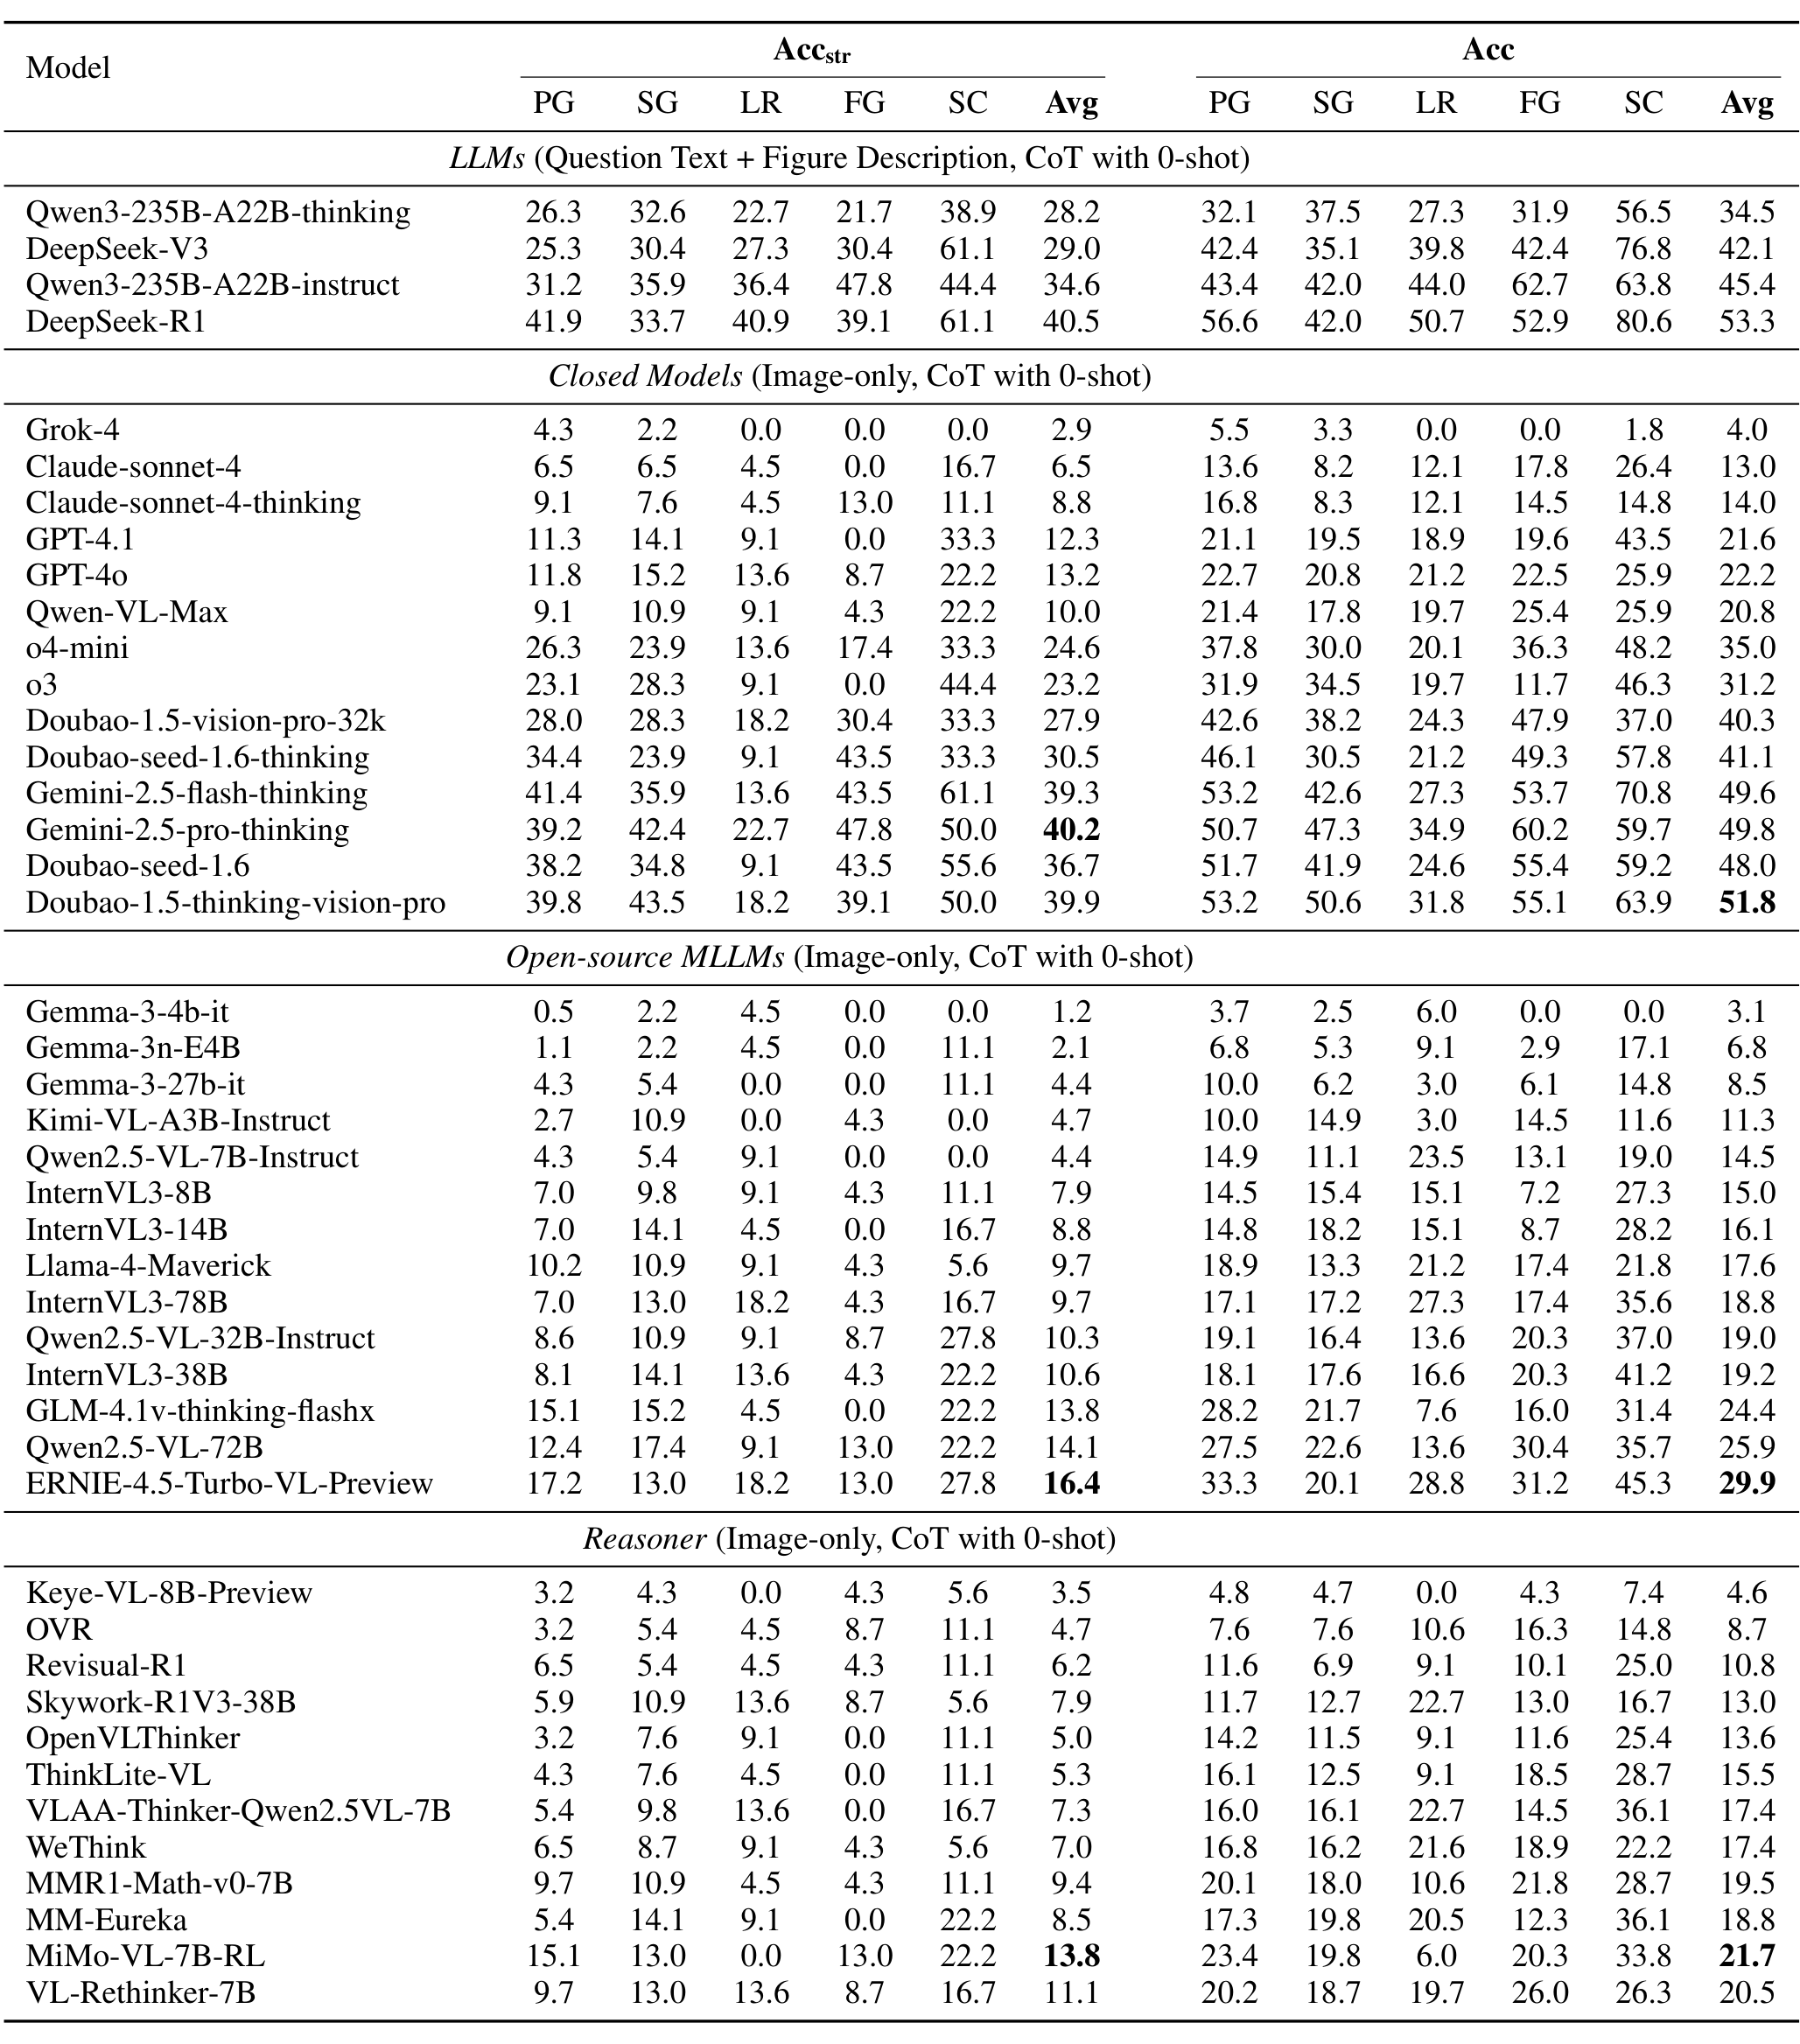 Model Acc_str Acc
PG SG LR FG SC Avg PG SG LR FG SC Avg
LLMs (Question Text + Figure Description, CoT with 0-shot)
Qwen3-235B-A22B-thinking 26.3 32.6 22.7 21.7 38.9 28.2 32.1 37.5 27.3 31.9 56.5 34.5
DeepSeek-V3 25.3 30.4 27.3 30.4 61.1 29.0 42.4 35.1 39.8 42.4 76.8 42.1
Qwen3-235B-A22B-instruct 31.2 35.9 36.4 47.8 44.4 34.6 43.4 42.0 44.0 62.7 63.8 45.4
DeepSeek-R1 41.9 33.7 40.9 39.1 61.1 40.5 56.6 42.0 50.7 52.9 80.6 53.3
Closed Models (Image-only, CoT with 0-shot)
Grok-4 4.3 2.2 0.0 0.0 0.0 2.9 5.5 3.3 0.0 0.0 1.8 4.0
Claude-sonnet-4 6.5 6.5 4.5 0.0 16.7 6.5 13.6 8.2 12.1 17.8 26.4 13.0
Claude-sonnet-4-thinking 9.1 7.6 4.5 13.0 11.1 8.8 16.8 8.3 12.1 14.5 14.8 14.0
GPT-4.1 11.3 14.1 9.1 0.0 33.3 12.3 21.1 19.5 18.9 19.6 43.5 21.6
GPT-4o 11.8 15.2 13.6 8.7 22.2 13.2 22.7 20.8 21.2 22.5 25.9 22.2
Qwen-VL-Max 9.1 10.9 9.1 4.3 22.2 10.0 21.4 17.8 19.7 25.4 25.9 20.8
o4-mini 26.3 23.9 13.6 17.4 33.3 24.6 37.8 30.0 20.1 36.3 48.2 35.0
o3 23.1 28.3 9.1 0.0 44.4 23.2 31.9 34.5 19.7 11.7 46.3 31.2
Doubao-1.5-vision-pro-32k 28.0 28.3 18.2 30.4 33.3 27.9 42.6 38.2 24.3 47.9 37.0 40.3
Doubao-seed-1.6-thinking 34.4 23.9 9.1 43.5 33.3 30.5 46.1 30.5 21.2 49.3 57.8 41.1
Gemini-2.5-flash-thinking 41.4 35.9 13.6 43.5 61.1 39.3 53.2 42.6 27.3 53.7 70.8 49.6
Gemini-2.5-pro-thinking 39.2 42.4 22.7 47.8 50.0 40.2 50.7 47.3 34.9 60.2 59.7 49.8
Doubao-seed-1.6 38.2 34.8 9.1 43.5 55.6 36.7 51.7 41.9 24.6 55.4 59.2 48.0
Doubao-1.5-thinking-vision-pro 39.8 43.5 18.2 39.1 50.0 39.9 53.2 50.6 31.8 55.1 63.9 51.8
Open-source MLLMs (Image-only, CoT with 0-shot)
Gemma-3-4b-it 0.5 2.2 4.5 0.0 0.0 1.2 3.7 2.5 6.0 0.0 0.0 3.1
Gemma-3n-E4B 1.1 2.2 4.5 0.0 11.1 2.1 6.8 5.3 9.1 2.9 17.1 6.8
Gemma-3-27b-it 4.3 5.4 0.0 0.0 11.1 4.4 10.0 6.2 3.0 6.1 14.8 8.5
Kimi-VL-A3B-Instruct 2.7 10.9 0.0 4.3 0.0 4.7 10.0 14.9 3.0 14.5 11.6 11.3
Qwen2.5-VL-7B-Instruct 4.3 5.4 9.1 0.0 0.0 4.4 14.9 11.1 23.5 13.1 19.0 14.5
InternVL3-8B 7.0 9.8 9.1 4.3 11.1 7.9 14.5 15.4 15.1 7.2 27.3 15.0
InternVL3-14B 7.0 14.1 4.5 0.0 16.7 8.8 14.8 18.2 15.1 8.7 28.2 16.1
Llama-4-Maverick 10.2 10.9 9.1 4.3 5.6 9.7 18.9 13.3 21.2 17.4 21.8 17.6
InternVL3-78B 7.0 13.0 18.2 4.3 16.7 9.7 17.1 17.2 27.3 17.4 35.6 18.8
Qwen2.5-VL-32B-Instruct 8.6 10.9 9.1 8.7 27.8 10.3 19.1 16.4 13.6 20.3 37.0 19.0
InternVL3-38B 8.1 14.1 13.6 4.3 22.2 10.6 18.1 17.6 16.6 20.3 41.2 19.2
GLM-4.1v-thinking-flashx 15.1 15.2 4.5 0.0 22.2 13.8 28.2 21.7 7.6 16.0 31.4 24.4
Qwen2.5-VL-72B 12.4 17.4 9.1 13.0 22.2 14.1 27.5 22.6 13.6 30.4 35.7 25.9
ERNIE-4.5-Turbo-VL-Preview 17.2 13.0 18.2 13.0 27.8 16.4 33.3 20.1 28.8 31.2 45.3 29.9
Reasoner (Image-only, CoT with 0-shot)
Keye-VL-8B-Preview 3.2 4.3 0.0 4.3 5.6 3.5 4.8 4.7 0.0 4.3 7.4 4.6
OVR 3.2 5.4 4.5 8.7 11.1 4.7 7.6 7.6 10.6 16.3 14.8 8.7
Revisual-R1 6.5 5.4 4.5 4.3 11.1 6.2 11.6 6.9 9.1 10.1 25.0 10.8
Skywork-R1V3-38B 5.9 10.9 13.6 8.7 5.6 7.9 11.7 12.7 22.7 13.0 16.7 13.0
OpenVLThinker 3.2 7.6 9.1 0.0 11.1 5.0 14.2 11.5 9.1 11.6 25.4 13.6
ThinkLite-VL 4.3 7.6 4.5 0.0 11.1 5.3 16.1 12.5 9.1 18.5 28.7 15.5
VLAA-Thinker-Qwen2.5VL-7B 5.4 9.8 13.6 0.0 16.7 7.3 16.0 16.1 22.7 14.5 36.1 17.4
WeThink 6.5 8.7 9.1 4.3 5.6 7.0 16.8 16.2 21.6 18.9 22.2 17.4
MMR1-Math-v0-7B 9.7 10.9 4.5 4.3 11.1 9.4 20.1 18.0 10.6 21.8 28.7 19.5
MM-Eureka 5.4 14.1 9.1 0.0 22.2 8.5 17.3 19.8 20.5 12.3 36.1 18.8
MiMo-VL-7B-RL 15.1 13.0 0.0 13.0 22.2 13.8 23.4 19.8 6.0 20.3 33.8 21.7
VL-Rethinker-7B 9.7 13.0 13.6 8.7 16.7 11.1 20.2 18.7 19.7 26.0 26.3 20.5